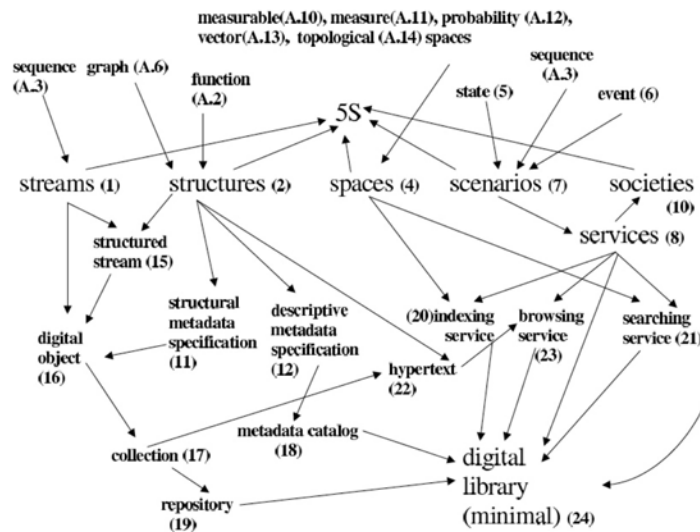 measurable(A.10), measure(A.11), probability (A.12),
vector(A.13), topological (A.14) spaces
sequence
(A.3)
graph (A.6)
function
(A.2)
sequence
(A.3)
state (5)
event (6)
5S
streams (1)
structures (2)
spaces (4)
scenarios (7)
societies
(10)
services (8)
structured
stream (15)
digital
object
(16)
structural
metadata
specification
(11)
descriptive
metadata
specification
(12)
(20)indexing
service
browsing
service
(23)
searching
service (21)
hypertext
(22)
collection (17)
metadata catalog
(18)
repository
(19)
digital
library
(minimal) (24)